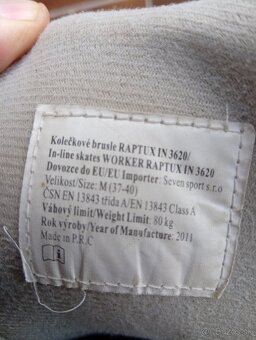 Kolečkové brusle RAPTUX IN 3620/
In-line skates WORKER RAPTUX IN 3620
Dovozce do EU/EU Importer: Seven sport s.r.o
Velikost/Size: M (37-40)
ČSN EN 13843 třída A/EN 13843 Class A
Váhový limit/Weight Limit: 80 kg
Rok výroby/Year of Manufacture: 2011
Made in P.R.C